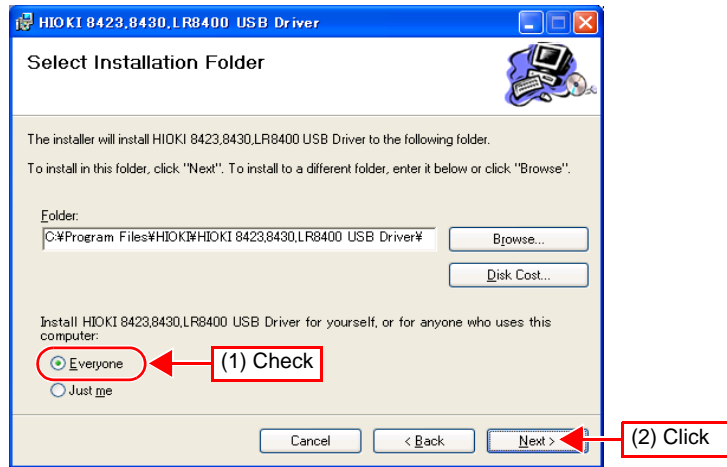 HIOKI 8423,8430,LR8400 USB Driver
Select Installation Folder
The installer will install HIOKI 8423,8430,LR8400 USB Driver to the following folder.
To install in this folder, click "Next". To install to a different folder, enter it below or click "Browse".
Folder:
C:¥Program Files¥HIOKI¥HIOKI 8423,8430,LR8400 USB Driver¥
Browse...
Disk Cost...
Install HIOKI 8423,8430,LR8400 USB Driver for yourself, or for anyone who uses this
computer:
Everyone
(1) Check
Just me
Cancel
< Back
Next >
(2) Click